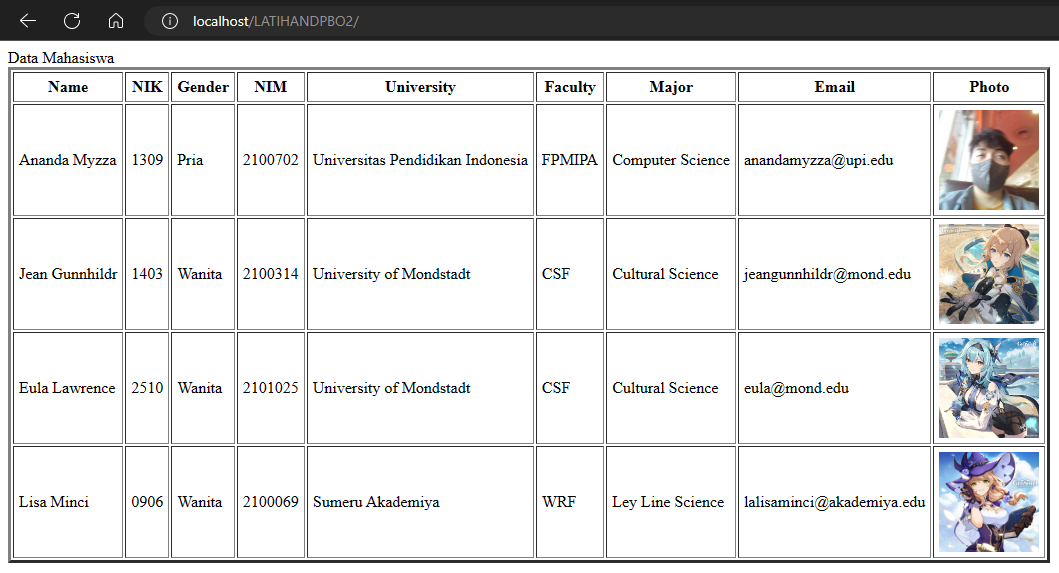 localhost/LATIHANDPBO2/
Data Mahasiswa
Name NIK Gender NIM University Faculty Major Email Photo
Ananda Myzza 1309 Pria 2100702 Universitas Pendidikan Indonesia FPMIPA Computer Science anandamyzza@upi.edu
Jean Gunnhildr 1403 Wanita 2100314 University of Mondstadt CSF Cultural Science jeangunnhildr@mond.edu
Eula Lawrence 2510 Wanita 2101025 University of Mondstadt CSF Cultural Science eula@mond.edu
Lisa Minci 0906 Wanita 2100069 Sumeru Akademiya WRF Ley Line Science lalisaminci@akademiya.edu